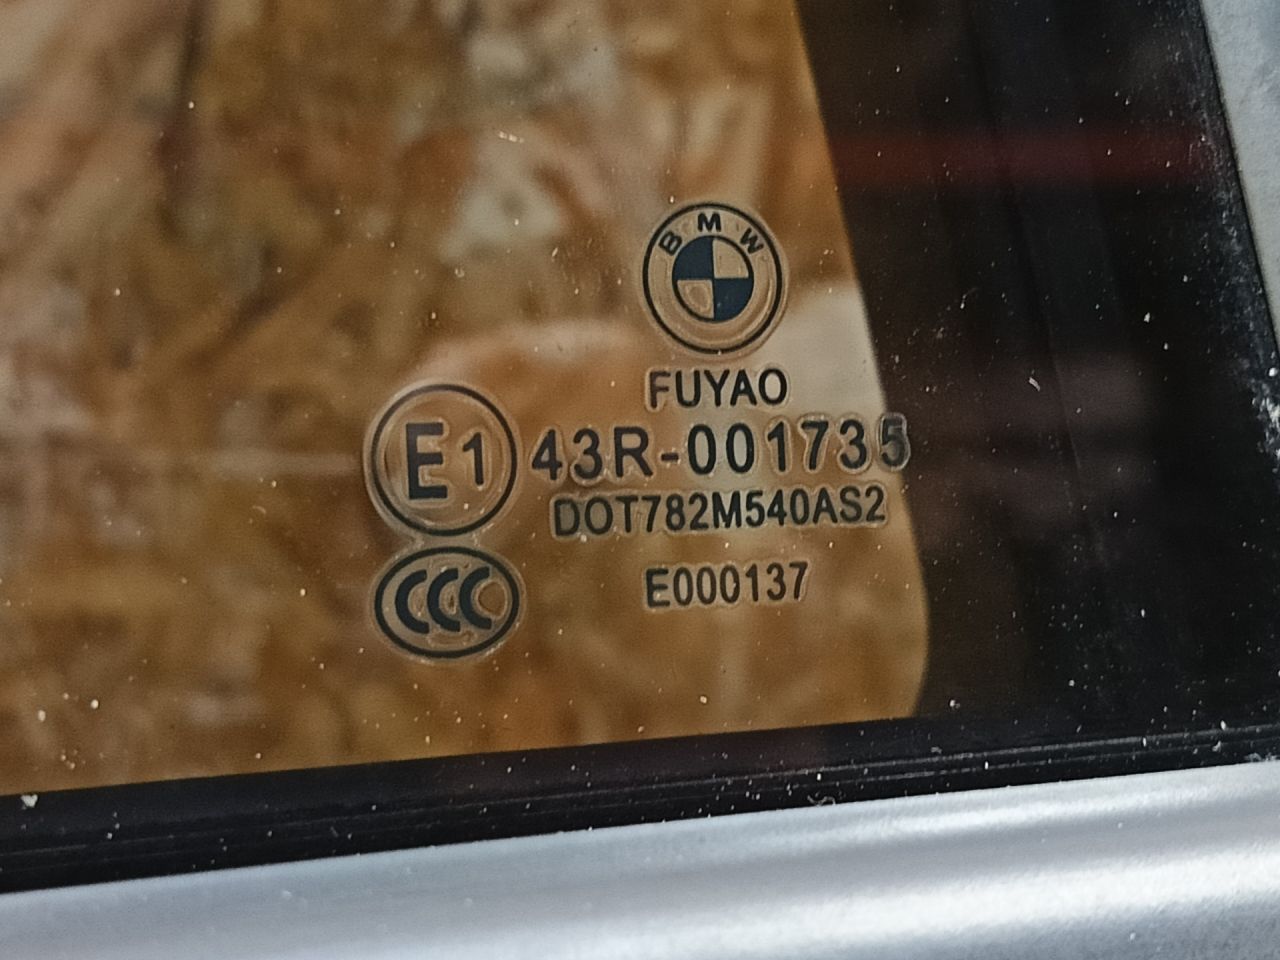 BMW
FUYAO
E1 43R-001735
DOT782M540AS2
CCC E000137